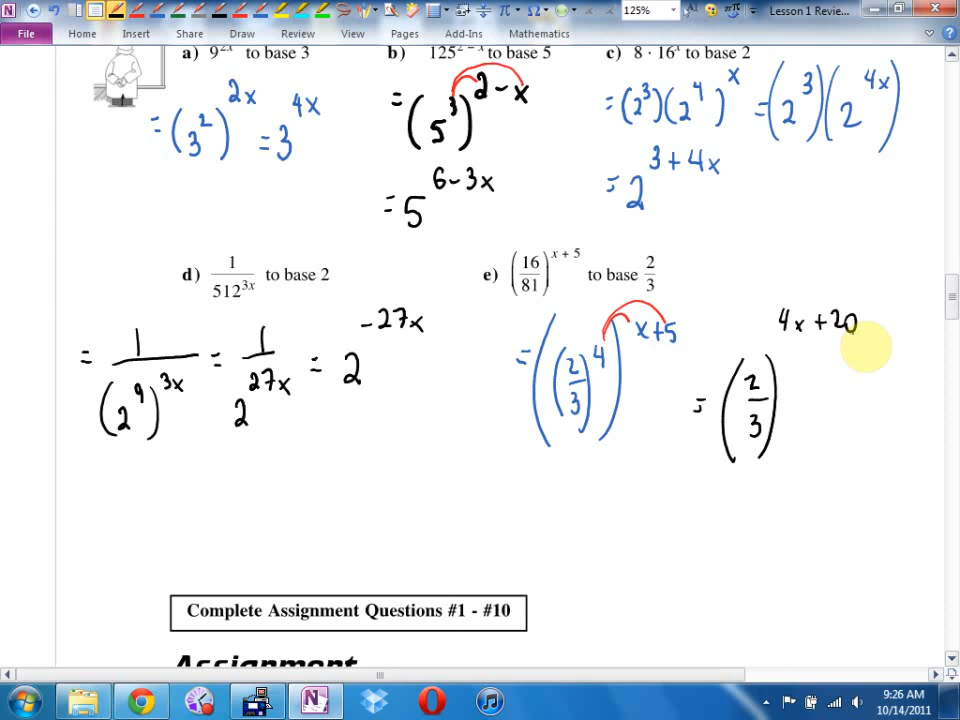 125%
Lesson 1 Revie...
File Home Insert Share Draw Review View Pages Add-Ins Mathematics
a) 9^{2x} to base 3 b) 125^{2-x} to base 5 c) 8 · 16^x to base 2
= (3^2)^{2x} = 3^{4x}
= (5^3)^{2-x}
= 5^{6-3x}
= (2^3)(2^4)^x = (2^3)(2^{4x})
= 2^{3+4x}
d) 1/512^{3x} to base 2 e) (16/81)^{x+5} to base 2/3
= 1/(2^9)^{3x} = 1/2^{27x} = 2^{-27x}
= ((2/3)^4)^{x+5}
= (2/3)^{4x+20}
Complete Assignment Questions #1 - #10
Assignment
9:26 AM
10/14/2011